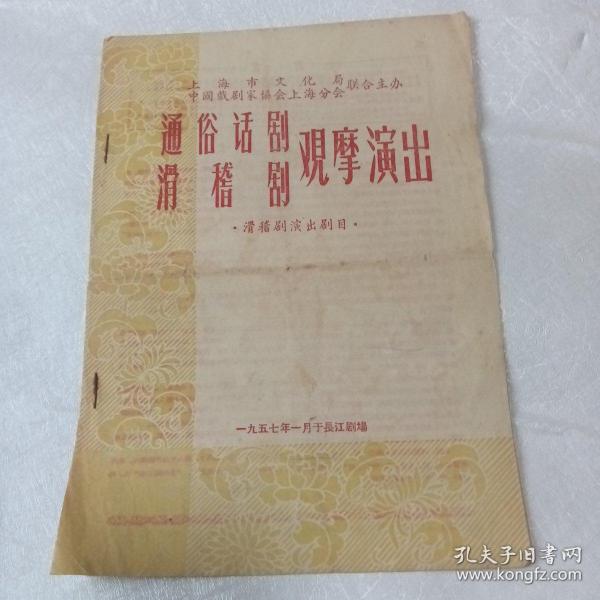 上海市文化局
中國戲剧家協会上海分会 联合主办
通俗话剧
滑稽剧 观摩演出
·滑稽剧演出剧目·
一九五七年一月于長江剧場
孔夫子旧书网
www.kongfz.com